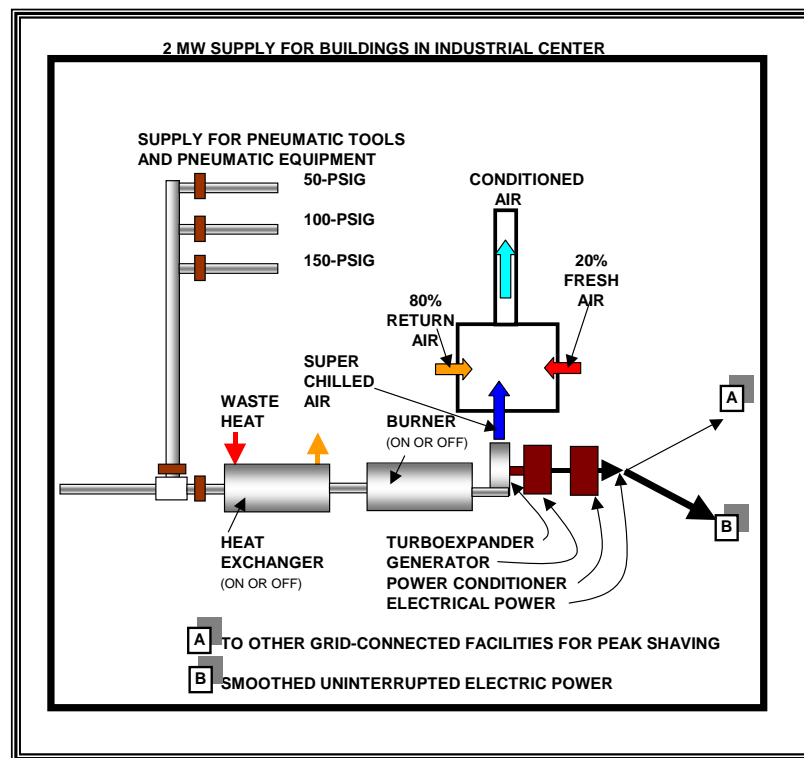 2 MW SUPPLY FOR BUILDINGS IN INDUSTRIAL CENTER
SUPPLY FOR PNEUMATIC TOOLS
AND PNEUMATIC EQUIPMENT
50-PSIG
100-PSIG
150-PSIG
CONDITIONED
AIR
20%
FRESH
AIR
80%
RETURN
AIR
SUPER
CHILLED
AIR
WASTE
HEAT
BURNER
(ON OR OFF)
A
B
HEAT
EXCHANGER
(ON OR OFF)
TURBOEXPANDER
GENERATOR
POWER CONDITIONER
ELECTRICAL POWER
A TO OTHER GRID-CONNECTED FACILITIES FOR PEAK SHAVING
B SMOOTHED UNINTERRUPTED ELECTRIC POWER